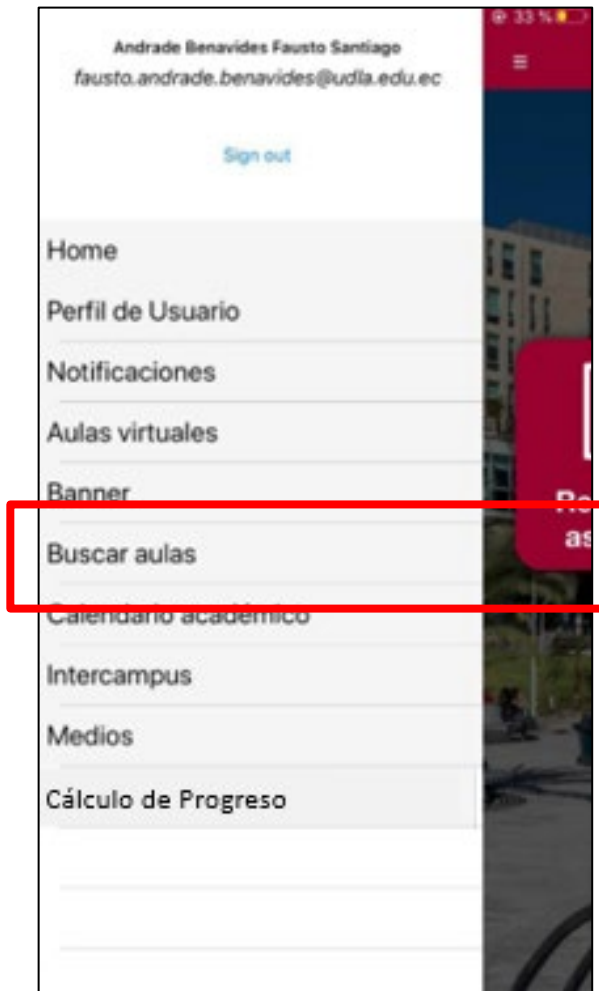 33 %
Andrade Benavides Fausto Santiago
fausto.andrade.benavides@udla.edu.ec
Sign out
Home
Perfil de Usuario
Notificaciones
Aulas virtuales
Banner
Buscar aulas
Calendario académico
Intercampus
Medios
Cálculo de Progreso